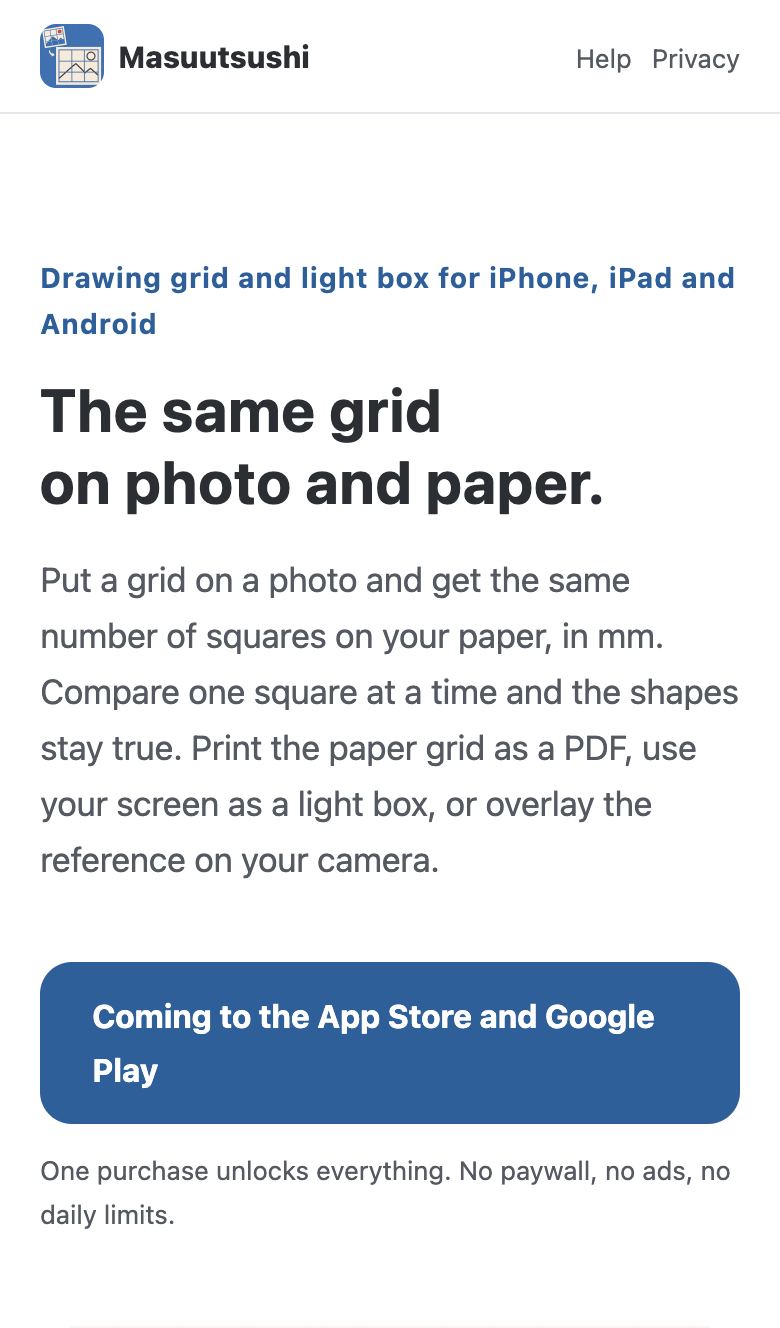 Masuutsushi
Help Privacy
Drawing grid and light box for iPhone, iPad and
Android
The same grid
on photo and paper.
Put a grid on a photo and get the same
number of squares on your paper, in mm.
Compare one square at a time and the shapes
stay true. Print the paper grid as a PDF, use
your screen as a light box, or overlay the
reference on your camera.
Coming to the App Store and Google
Play
One purchase unlocks everything. No paywall, no ads, no
daily limits.